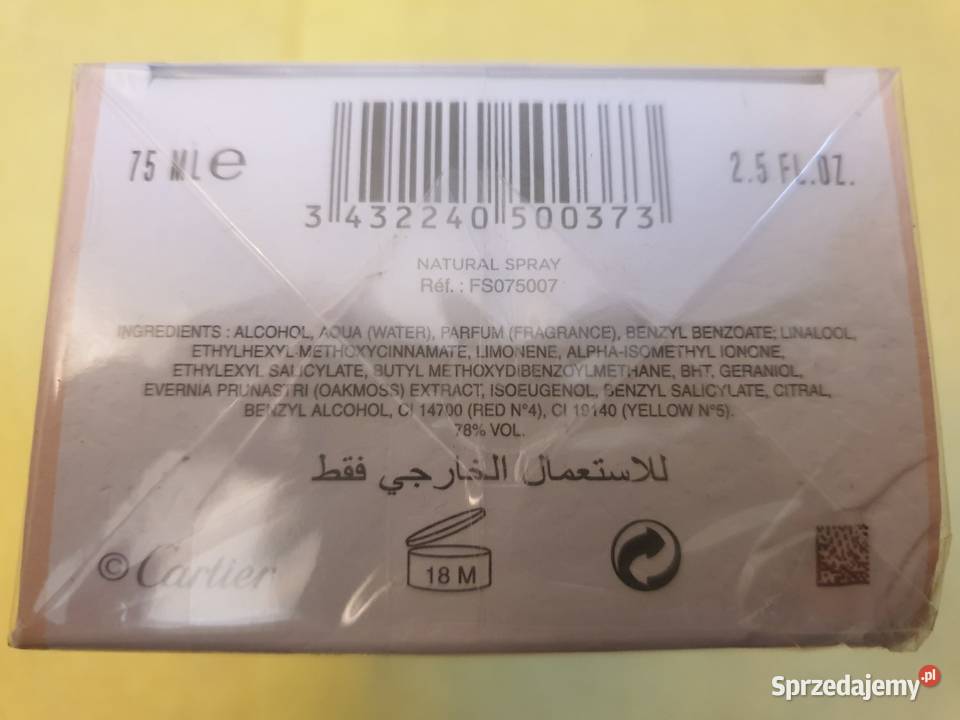 75 ML e
2.5 FL.OZ.
3 432240 500373
NATURAL SPRAY
Réf. : FS075007
INGREDIENTS : ALCOHOL, AQUA (WATER), PARFUM (FRAGRANCE), BENZYL BENZOATE, LINALOOL,
ETHYLHEXYL METHOXYCINNAMATE, LIMONENE, ALPHA-ISOMETHYL IONONE,
ETHYLEXYL SALICYLATE, BUTYL METHOXYDIBENZOYLMETHANE, BHT, GERANIOL,
EVERNIA PRUNASTRI (OAKMOSS) EXTRACT, ISOEUGENOL, BENZYL SALICYLATE, CITRAL,
BENZYL ALCOHOL, CI 14700 (RED N°4), CI 19140 (YELLOW N°5).
78% VOL.
للاستعمال الخارجي فقط
© Cartier
18 M
Sprzedajemy.pl